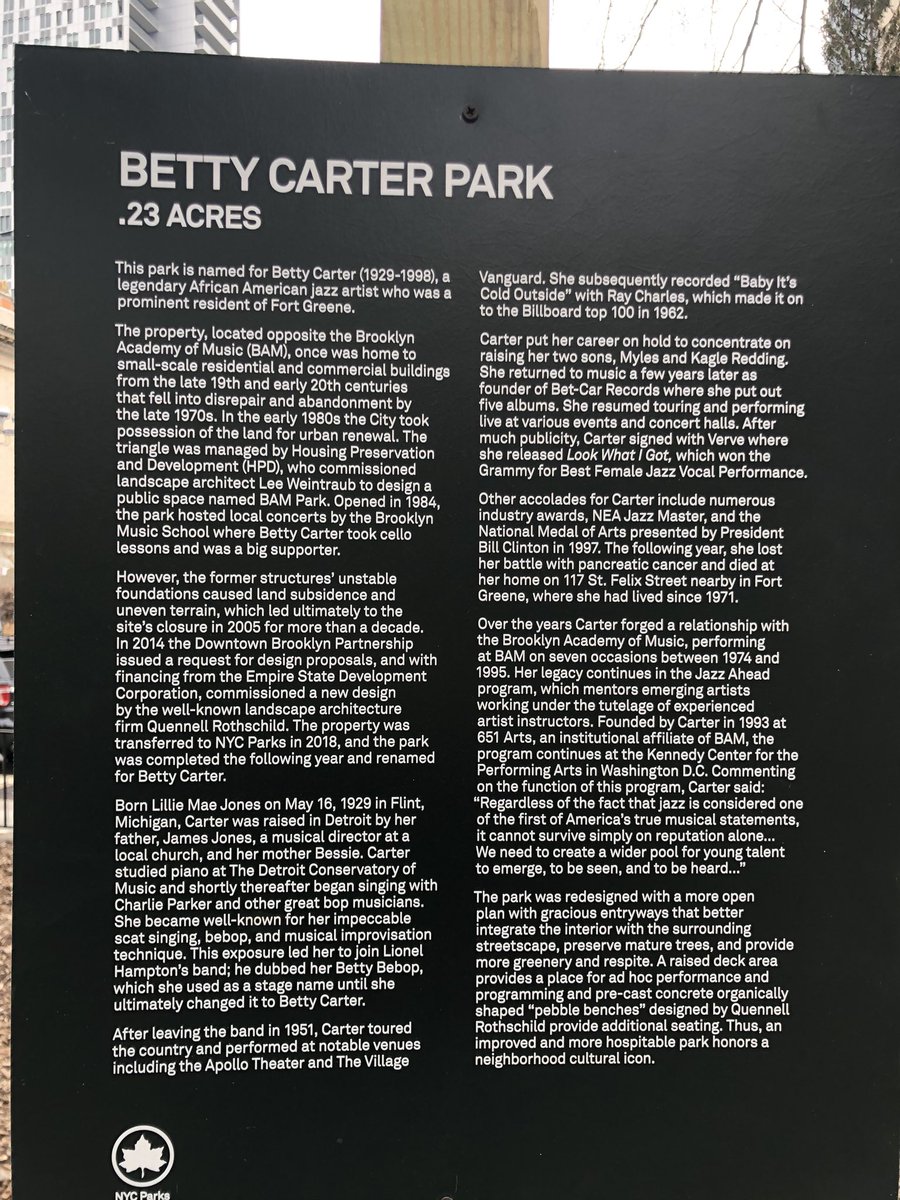 BETTY CARTER PARK
.23 ACRES
This park is named for Betty Carter (1929-1998), a
legendary African American jazz artist who was a
prominent resident of Fort Greene.
The property, located opposite the Brooklyn
Academy of Music (BAM), once was home to
small-scale residential and commercial buildings
from the late 19th and early 20th centuries
that fell into disrepair and abandonment by
the late 1970s. In the early 1980s the City took
possession of the land for urban renewal. The
triangle was managed by Housing Preservation
and Development (HPD), who commissioned
landscape architect Lee Weintraub to design a
public space named BAM Park. Opened in 1984,
the park hosted local concerts by the Brooklyn
Music School where Betty Carter took cello
lessons and was a big supporter.
However, the former structures' unstable
foundations caused land subsidence and
uneven terrain, which led ultimately to the
site's closure in 2005 for more than a decade.
In 2014 the Downtown Brooklyn Partnership
issued a request for design proposals, and with
financing from the Empire State Development
Corporation, commissioned a new design
by the well-known landscape architecture
firm Quennell Rothschild. The property was
transferred to NYC Parks in 2018, and the park
was completed the following year and renamed
for Betty Carter.
Born Lillie Mae Jones on May 16, 1929 in Flint,
Michigan, Carter was raised in Detroit by her
father, James Jones, a musical director at a
local church, and her mother Bessie. Carter
studied piano at The Detroit Conservatory of
Music and shortly thereafter began singing with
Charlie Parker and other great bop musicians.
She became well-known for her impeccable
scat singing, bebop, and musical improvisation
technique. This exposure led her to join Lionel
Hampton's band; he dubbed her Betty Bebop,
which she used as a stage name until she
ultimately changed it to Betty Carter.
After leaving the band in 1951, Carter toured
the country and performed at notable venues
including the Apollo Theater and The Village
Vanguard. She subsequently recorded "Baby It's
Cold Outside" with Ray Charles, which made it on
to the Billboard top 100 in 1962.
Carter put her career on hold to concentrate on
raising her two sons, Myles and Kagle Redding.
She returned to music a few years later as
founder of Bet-Car Records where she put out
five albums. She resumed touring and performing
live at various events and concert halls. After
much publicity, Carter signed with Verve where
she released Look What I Got, which won the
Grammy for Best Female Jazz Vocal Performance.
Other accolades for Carter include numerous
industry awards, NEA Jazz Master, and the
National Medal of Arts presented by President
Bill Clinton in 1997. The following year, she lost
her battle with pancreatic cancer and died at
her home on 117 St. Felix Street nearby in Fort
Greene, where she had lived since 1971.
Over the years Carter forged a relationship with
the Brooklyn Academy of Music, performing
at BAM on seven occasions between 1974 and
1995. Her legacy continues in the Jazz Ahead
program, which mentors emerging artists
working under the tutelage of experienced
artist instructors. Founded by Carter in 1993 at
651 Arts, an institutional affiliate of BAM, the
program continues at the Kennedy Center for the
Performing Arts in Washington D.C. Commenting
on the function of this program, Carter said:
"Regardless of the fact that jazz is considered one
of the first of America's true musical statements,
it cannot survive simply on reputation alone...
We need to create a wider pool for young talent
to emerge, to be seen, and to be heard..."
The park was redesigned with a more open
plan with gracious entryways that better
integrate the interior with the surrounding
streetscape, preserve mature trees, and provide
more greenery and respite. A raised deck area
provides a place for ad hoc performance and
programming and pre-cast concrete organically
shaped "pebble benches" designed by Quennell
Rothschild provide additional seating. Thus, an
improved and more hospitable park honors a
neighborhood cultural icon.
NYC Parks